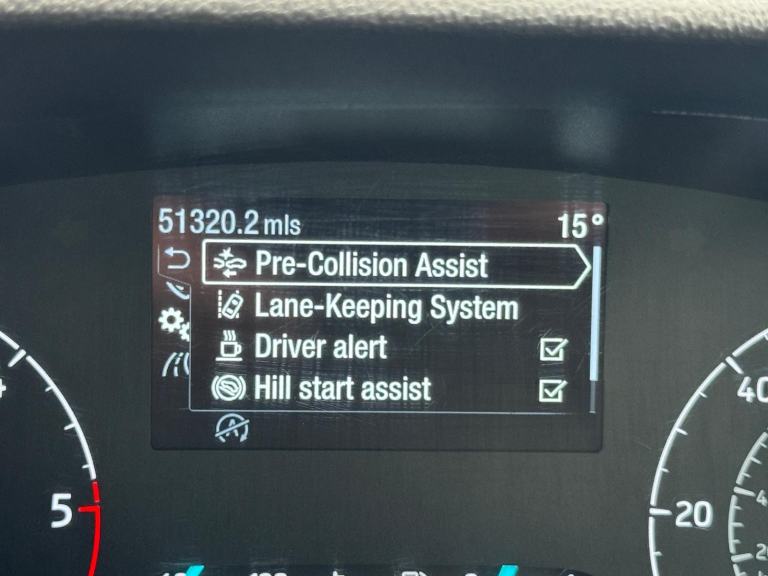 51320.2 mls 15°
Pre-Collision Assist
Lane-Keeping System
Driver alert
Hill start assist
A
5
20
40